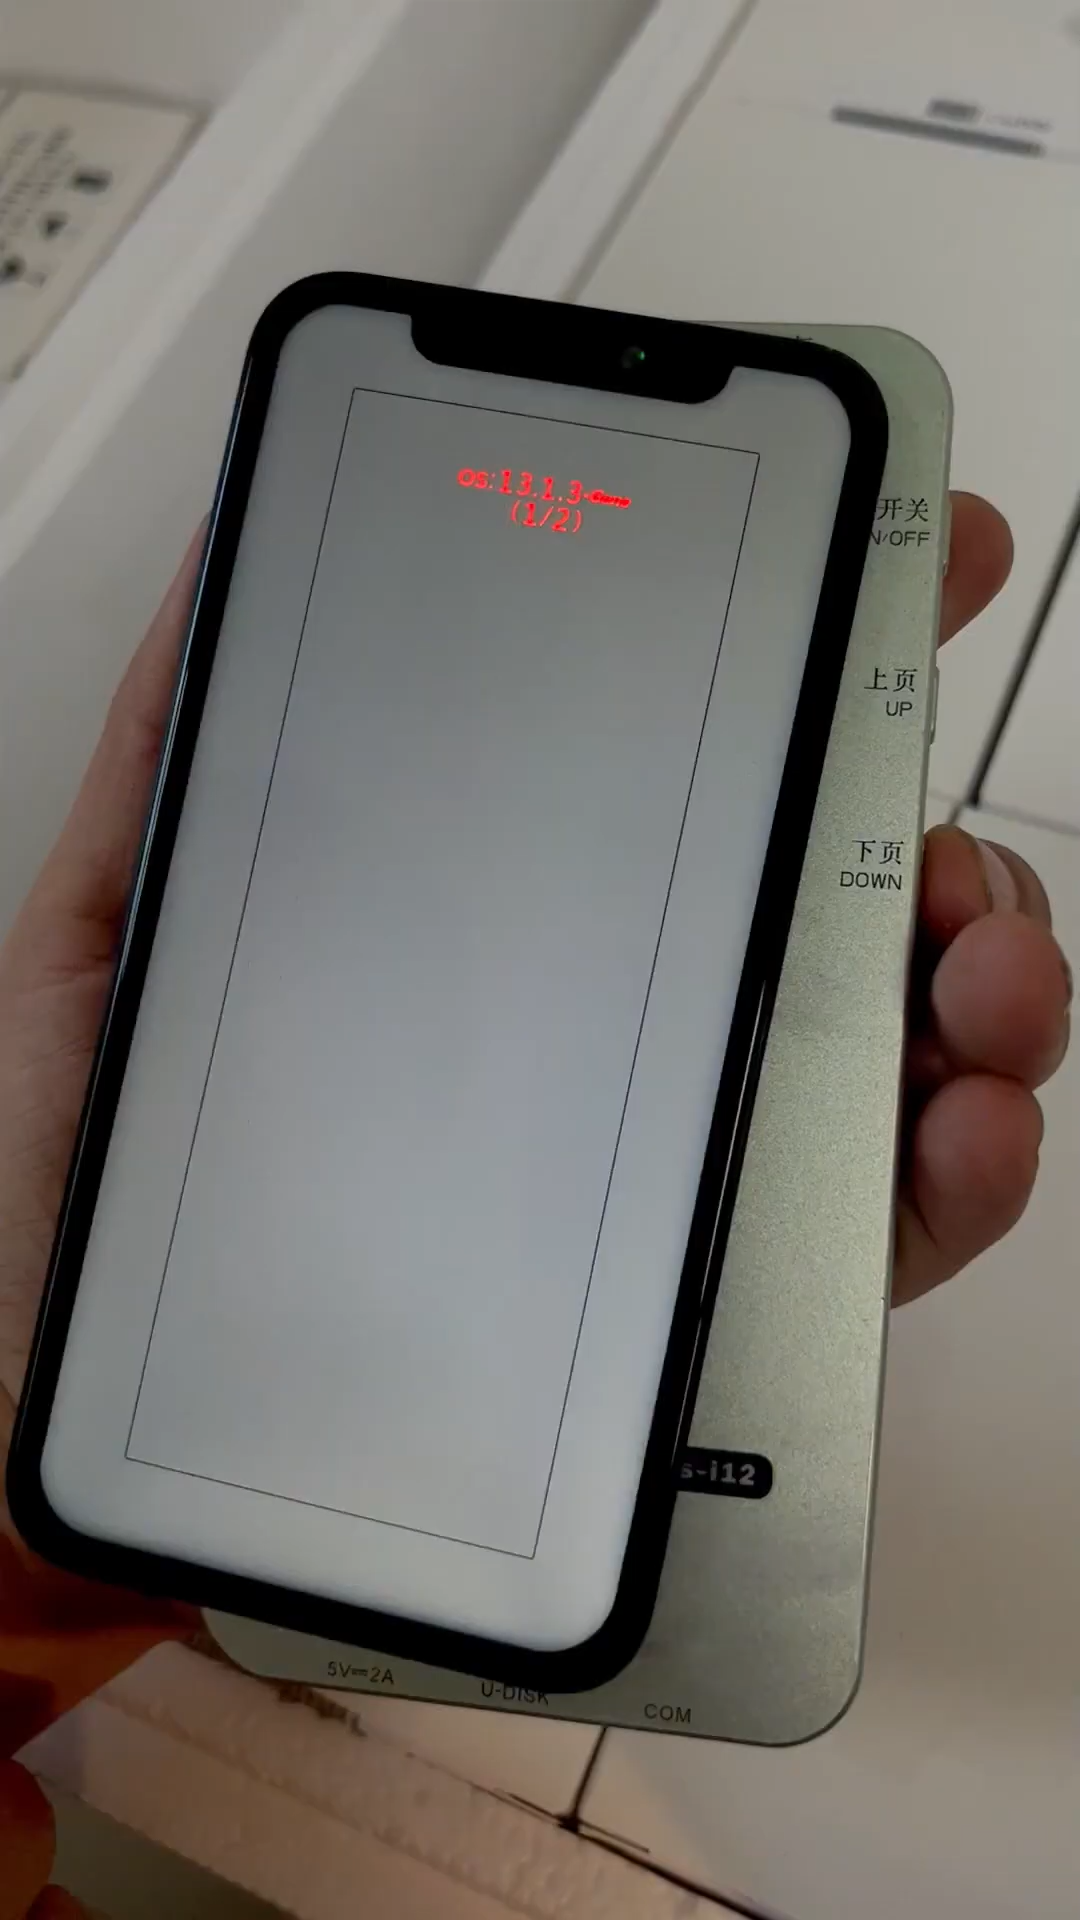 OS:13.1.3-Game
(1/2)
开关
N/OFF
上页
UP
下页
DOWN
s-i12
5V⎓2A
U-DISK
COM